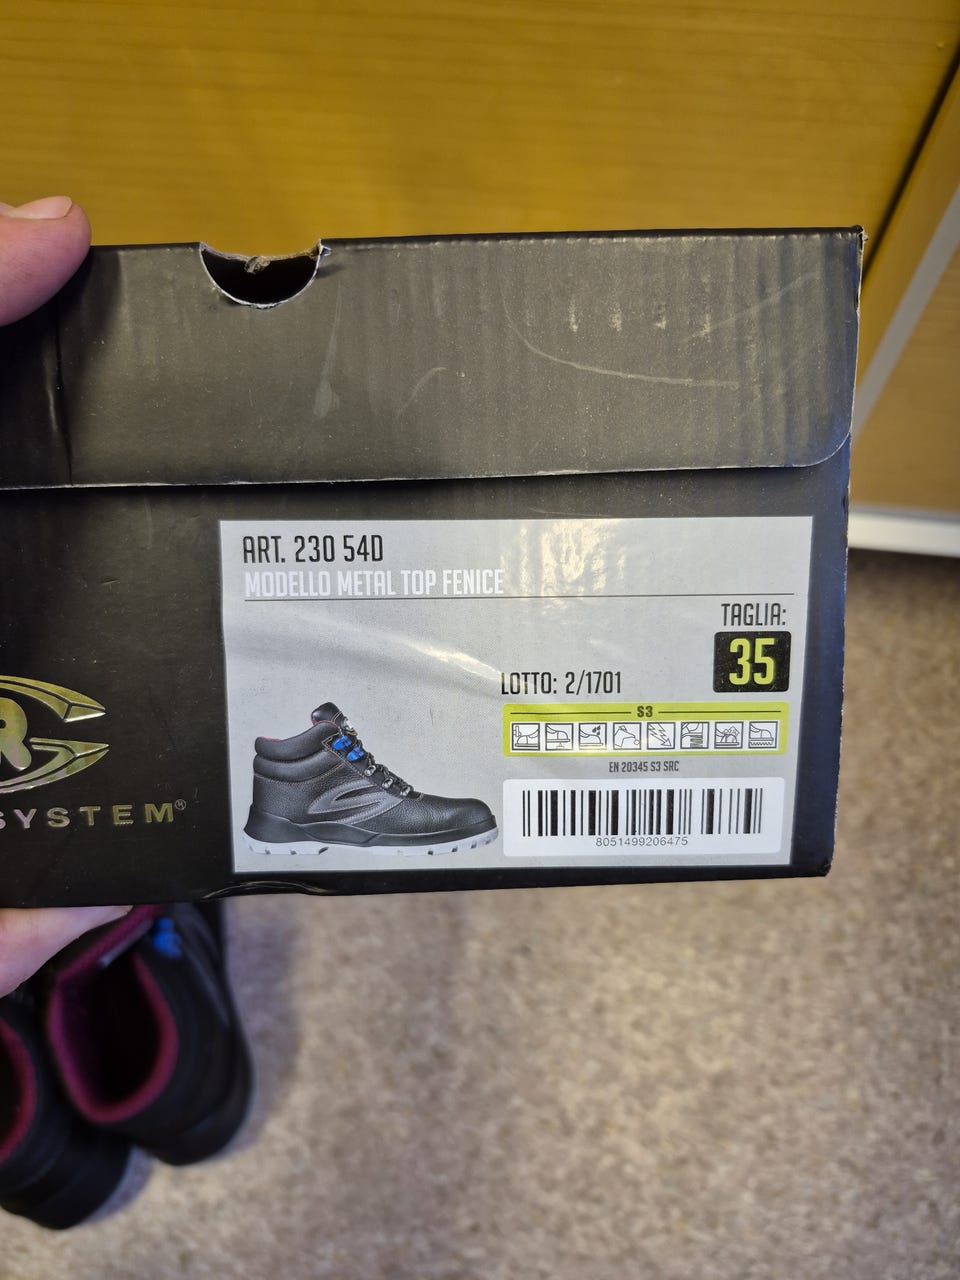 ART. 230 54D
MODELLO METAL TOP FENICE
TAGLIA:
35
LOTTO: 2/1701
S3
EN 20345 S3 SRC
8051499206475
R
SYSTEM®